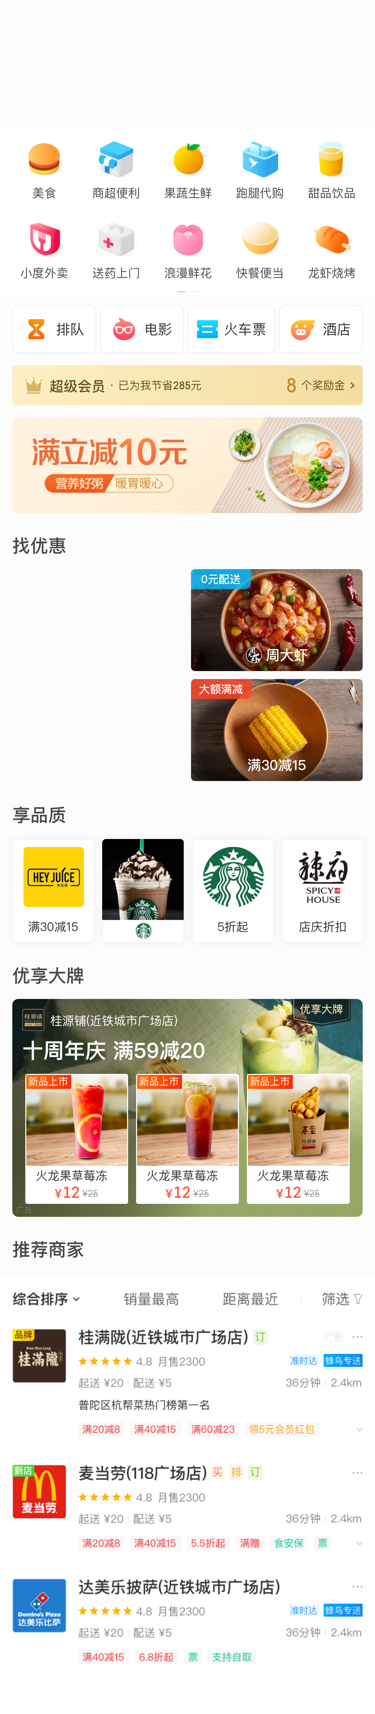 美食 商超便利 果蔬生鲜 跑腿代购 甜品饮品
小度外卖 送药上门 浪漫鲜花 快餐便当 龙虾烧烤
排队 电影 火车票 酒店
超级会员 · 已为我节省285元 8 个奖励金 >
满立减10元
营养好粥 暖胃暖心
找优惠
0元配送
周大虾
大额满减
满30减15
享品质
HEY JUICE
茶桔便
辣府
SPICY HOUSE
满30减15 5折起 店庆折扣
优享大牌
优享大牌
桂源铺
桂源铺(近铁城市广场店)
十周年庆 满59减20
新品上市 新品上市 新品上市
火龙果草莓冻 火龙果草莓冻 火龙果草莓冻
¥12 ¥25 ¥12 ¥25 ¥12 ¥25
广告
推荐商家
综合排序 销量最高 距离最近 筛选
品牌
桂满陇
桂满陇(近铁城市广场店) 订 广告 ···
4.8 月售2300 准时达 蜂鸟专送
起送 ¥20 配送 ¥5 36分钟 2.4km
普陀区杭帮菜热门榜第一名
满20减8 满40减15 满60减23 领5元会员红包
新店
麦当劳
麦当劳(118广场店) 买 排 订 ···
4.8 月售2300
起送 ¥20 配送 ¥5 36分钟 2.4km
满20减8 满40减15 5.5折起 满赠 食安保 票
Domino's Pizza
达美乐比萨
达美乐披萨(近铁城市广场店) ···
4.8 月售2300 准时达 蜂鸟专送
起送 ¥20 配送 ¥5 36分钟 2.4km
满40减15 6.8折起 票 支持自取